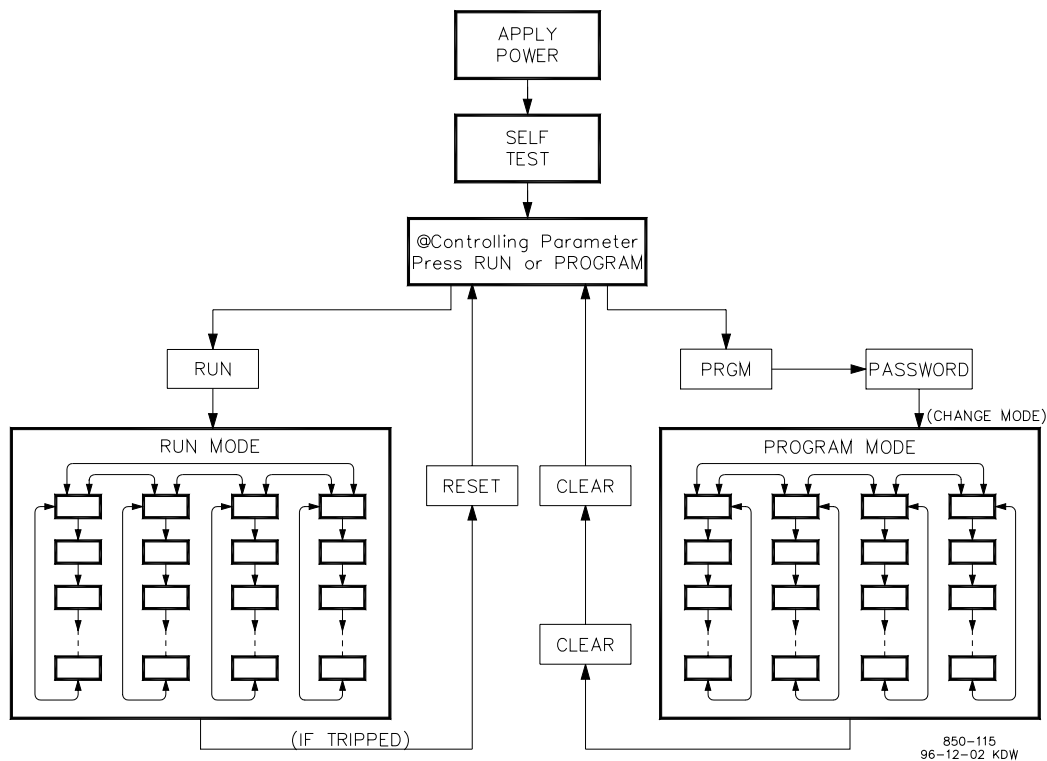 APPLY
POWER
SELF
TEST
@Controlling Parameter
Press RUN or PROGRAM
RUN
PRGM
PASSWORD
(CHANGE MODE)
RUN MODE
PROGRAM MODE
RESET
CLEAR
CLEAR
(IF TRIPPED)
850-115
96-12-02 KDW